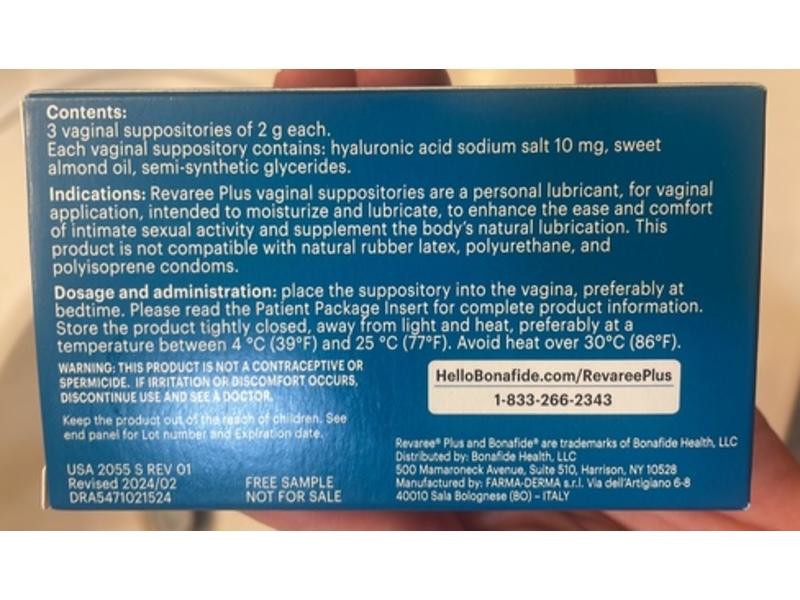 Contents:
3 vaginal suppositories of 2 g each.
Each vaginal suppository contains: hyaluronic acid sodium salt 10 mg, sweet
almond oil, semi-synthetic glycerides.
Indications: Revaree Plus vaginal suppositories are a personal lubricant, for vaginal
application, intended to moisturize and lubricate, to enhance the ease and comfort
of intimate sexual activity and supplement the body's natural lubrication. This
product is not compatible with natural rubber latex, polyurethane, and
polyisoprene condoms.
Dosage and administration: place the suppository into the vagina, preferably at
bedtime. Please read the Patient Package Insert for complete product information.
Store the product tightly closed, away from light and heat, preferably at a
temperature between 4 °C (39°F) and 25 °C (77°F). Avoid heat over 30°C (86°F).
WARNING: THIS PRODUCT IS NOT A CONTRACEPTIVE OR
SPERMICIDE. IF IRRITATION OR DISCOMFORT OCCURS,
DISCONTINUE USE AND SEE A DOCTOR.
Keep the product out of the reach of children. See
end panel for Lot number and Expiration date.
HelloBonafide.com/RevareePlus
1-833-266-2343
USA 2055 S REV 01
Revised 2024/02
DRA5471021524
FREE SAMPLE
NOT FOR SALE
Revaree® Plus and Bonafide® are trademarks of Bonafide Health, LLC
Distributed by: Bonafide Health, LLC
500 Mamaroneck Avenue, Suite 510, Harrison, NY 10528
Manufactured by: FARMA-DERMA s.r.l. Via dell'Artigiano 6-8
40010 Sala Bolognese (BO) – ITALY